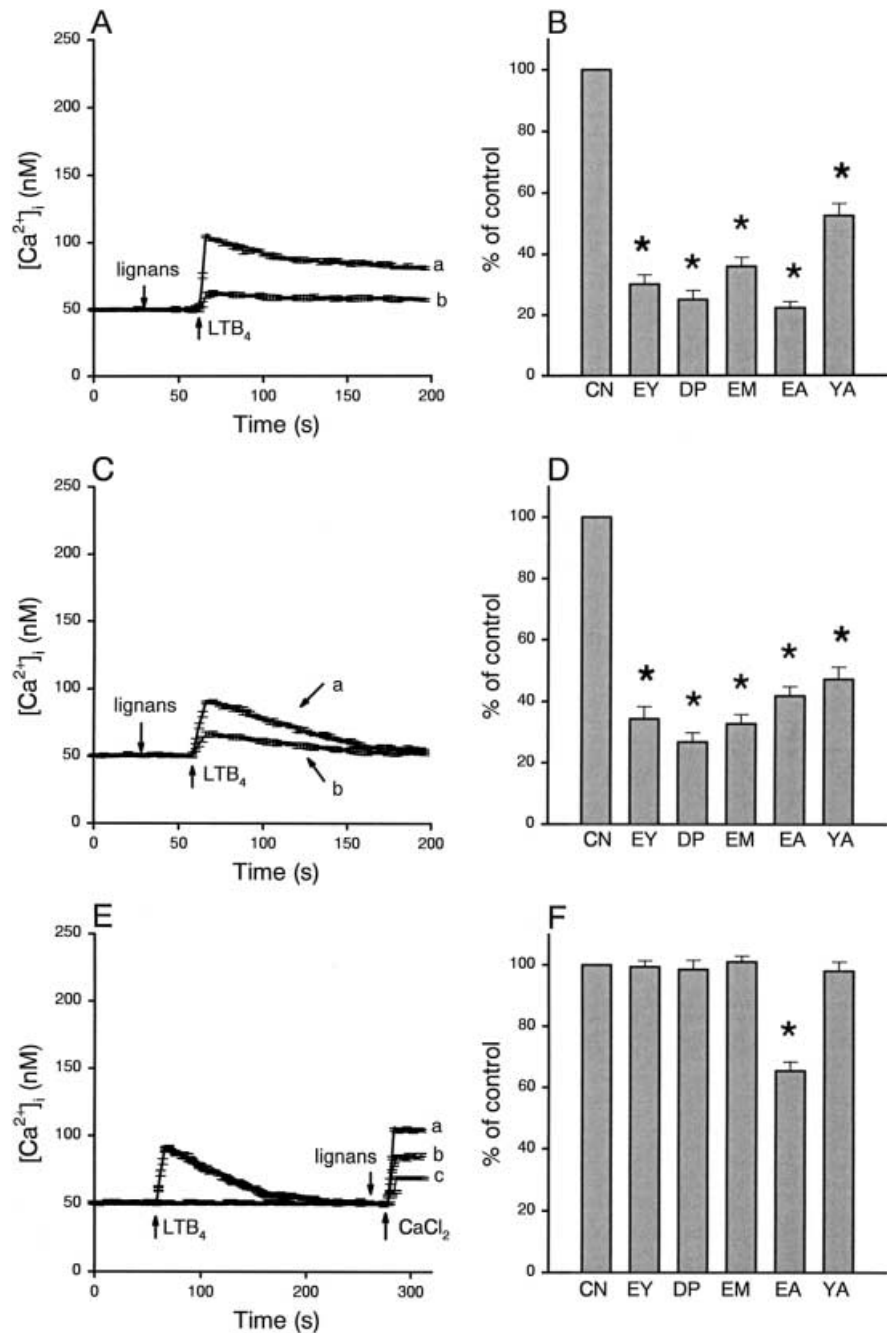 A
250
200
150
100
50
0
[Ca²⁺]ᵢ (nM)
lignans
LTB₄
a
b
0 50 100 150 200
Time (s)
B
100
80
60
40
20
0
% of control
* * * * *
CN EY DP EM EA YA
C
250
200
150
100
50
0
[Ca²⁺]ᵢ (nM)
lignans
LTB₄
a
b
0 50 100 150 200
Time (s)
D
100
80
60
40
20
0
% of control
* * * * *
CN EY DP EM EA YA
E
250
200
150
100
50
0
[Ca²⁺]ᵢ (nM)
LTB₄
lignans
CaCl₂
a
b
c
0 100 200 300
Time (s)
F
100
80
60
40
20
0
% of control
*
CN EY DP EM EA YA